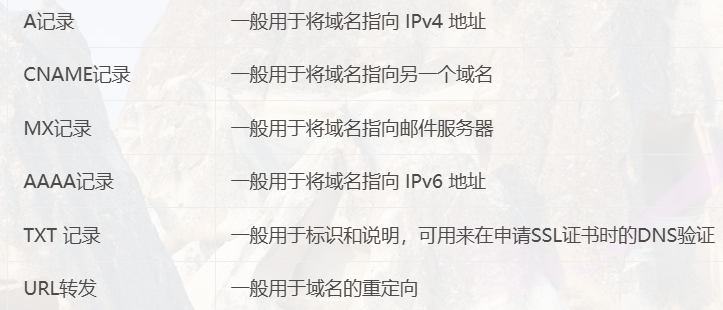 A记录 一般用于将域名指向 IPv4 地址
CNAME记录 一般用于将域名指向另一个域名
MX记录 一般用于将域名指向邮件服务器
AAAA记录 一般用于将域名指向 IPv6 地址
TXT 记录 一般用于标识和说明，可用来在申请SSL证书时的DNS验证
URL转发 一般用于域名的重定向